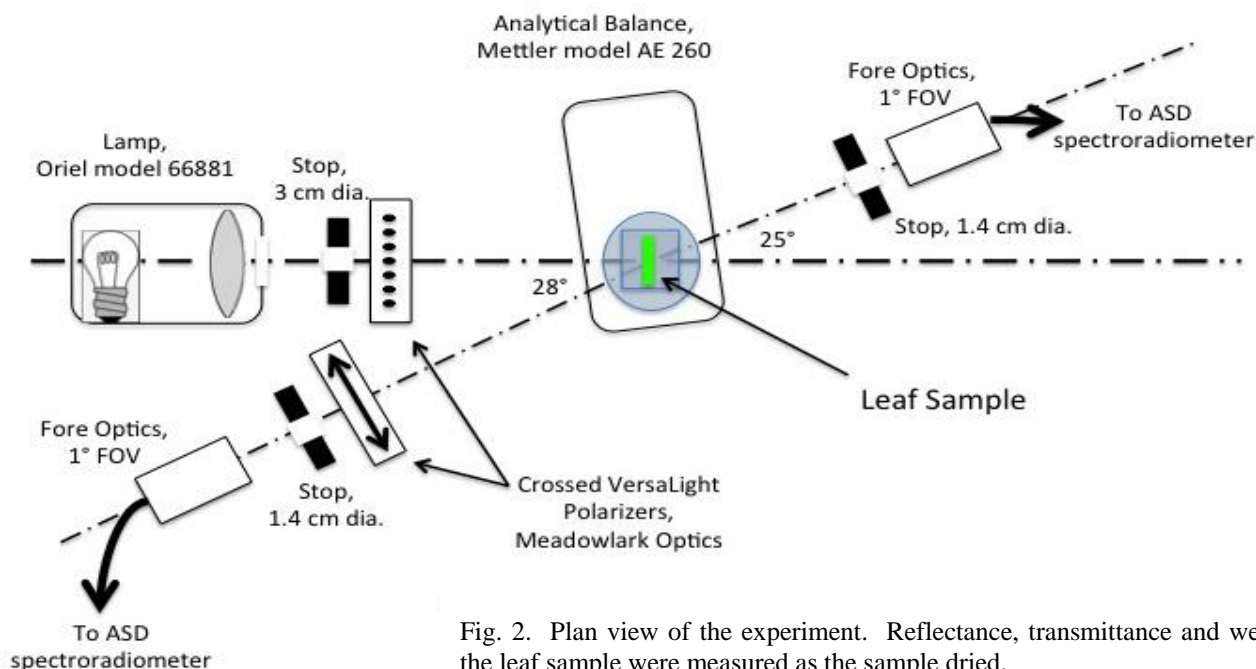 Analytical Balance,
Mettler model AE 260
Fore Optics,
1° FOV
To ASD
spectroradiometer
Lamp,
Oriel model 66881
Stop,
3 cm dia.
Stop, 1.4 cm dia.
25°
28°
Leaf Sample
Fore Optics,
1° FOV
Stop,
1.4 cm dia.
Crossed VersaLight
Polarizers,
Meadowlark Optics
To ASD
spectroradiometer
Fig. 2. Plan view of the experiment. Reflectance, transmittance and we
the leaf sample were measured as the sample dried.